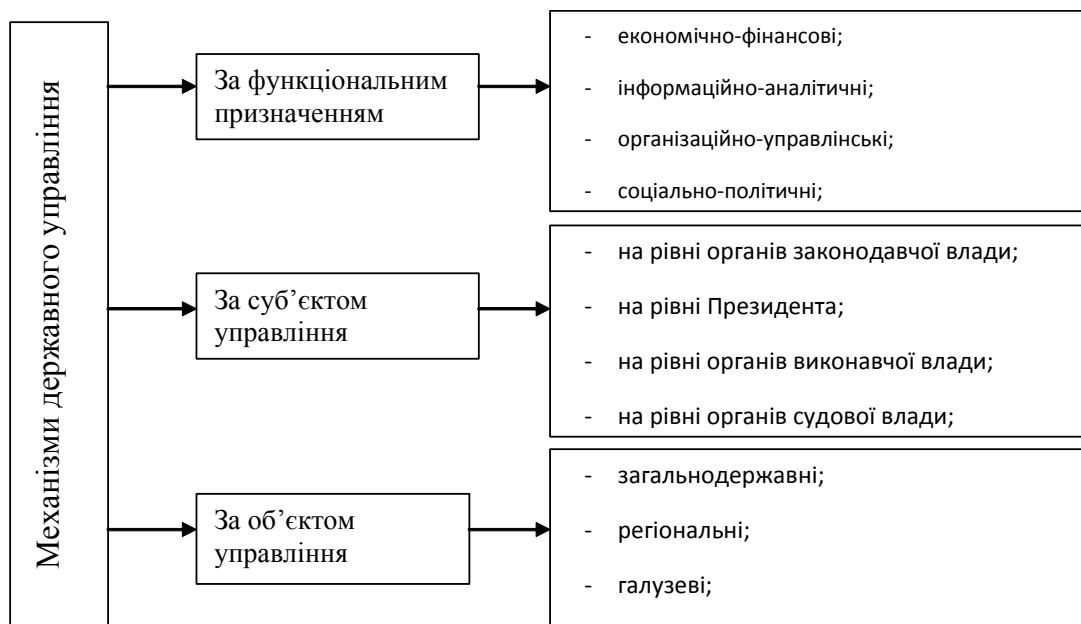 Механізми державного управління
За функціональним
призначенням
- економічно-фінансові;
- інформаційно-аналітичні;
- організаційно-управлінські;
- соціально-політичні;
За суб’єктом
управління
- на рівні органів законодавчої влади;
- на рівні Президента;
- на рівні органів виконавчої влади;
- на рівні органів судової влади;
За об’єктом
управління
- загальнодержавні;
- регіональні;
- галузеві;